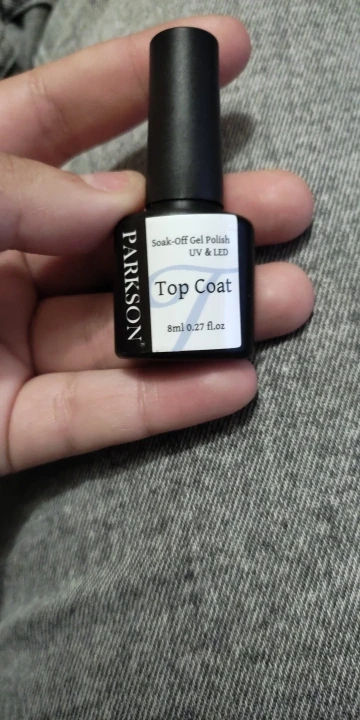 PARKSON®
Soak-Off Gel Polish
UV & LED
T
Top Coat
8ml 0.27 fl.oz